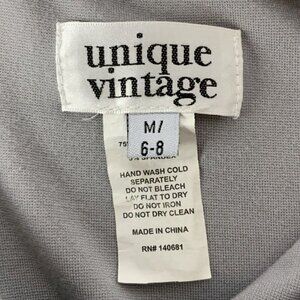 unique
vintage
M/
6-8
SPANDEX
HAND WASH COLD
SEPARATELY
DO NOT BLEACH
LAY FLAT TO DRY
DO NOT IRON
DO NOT DRY CLEAN
MADE IN CHINA
RN# 140681